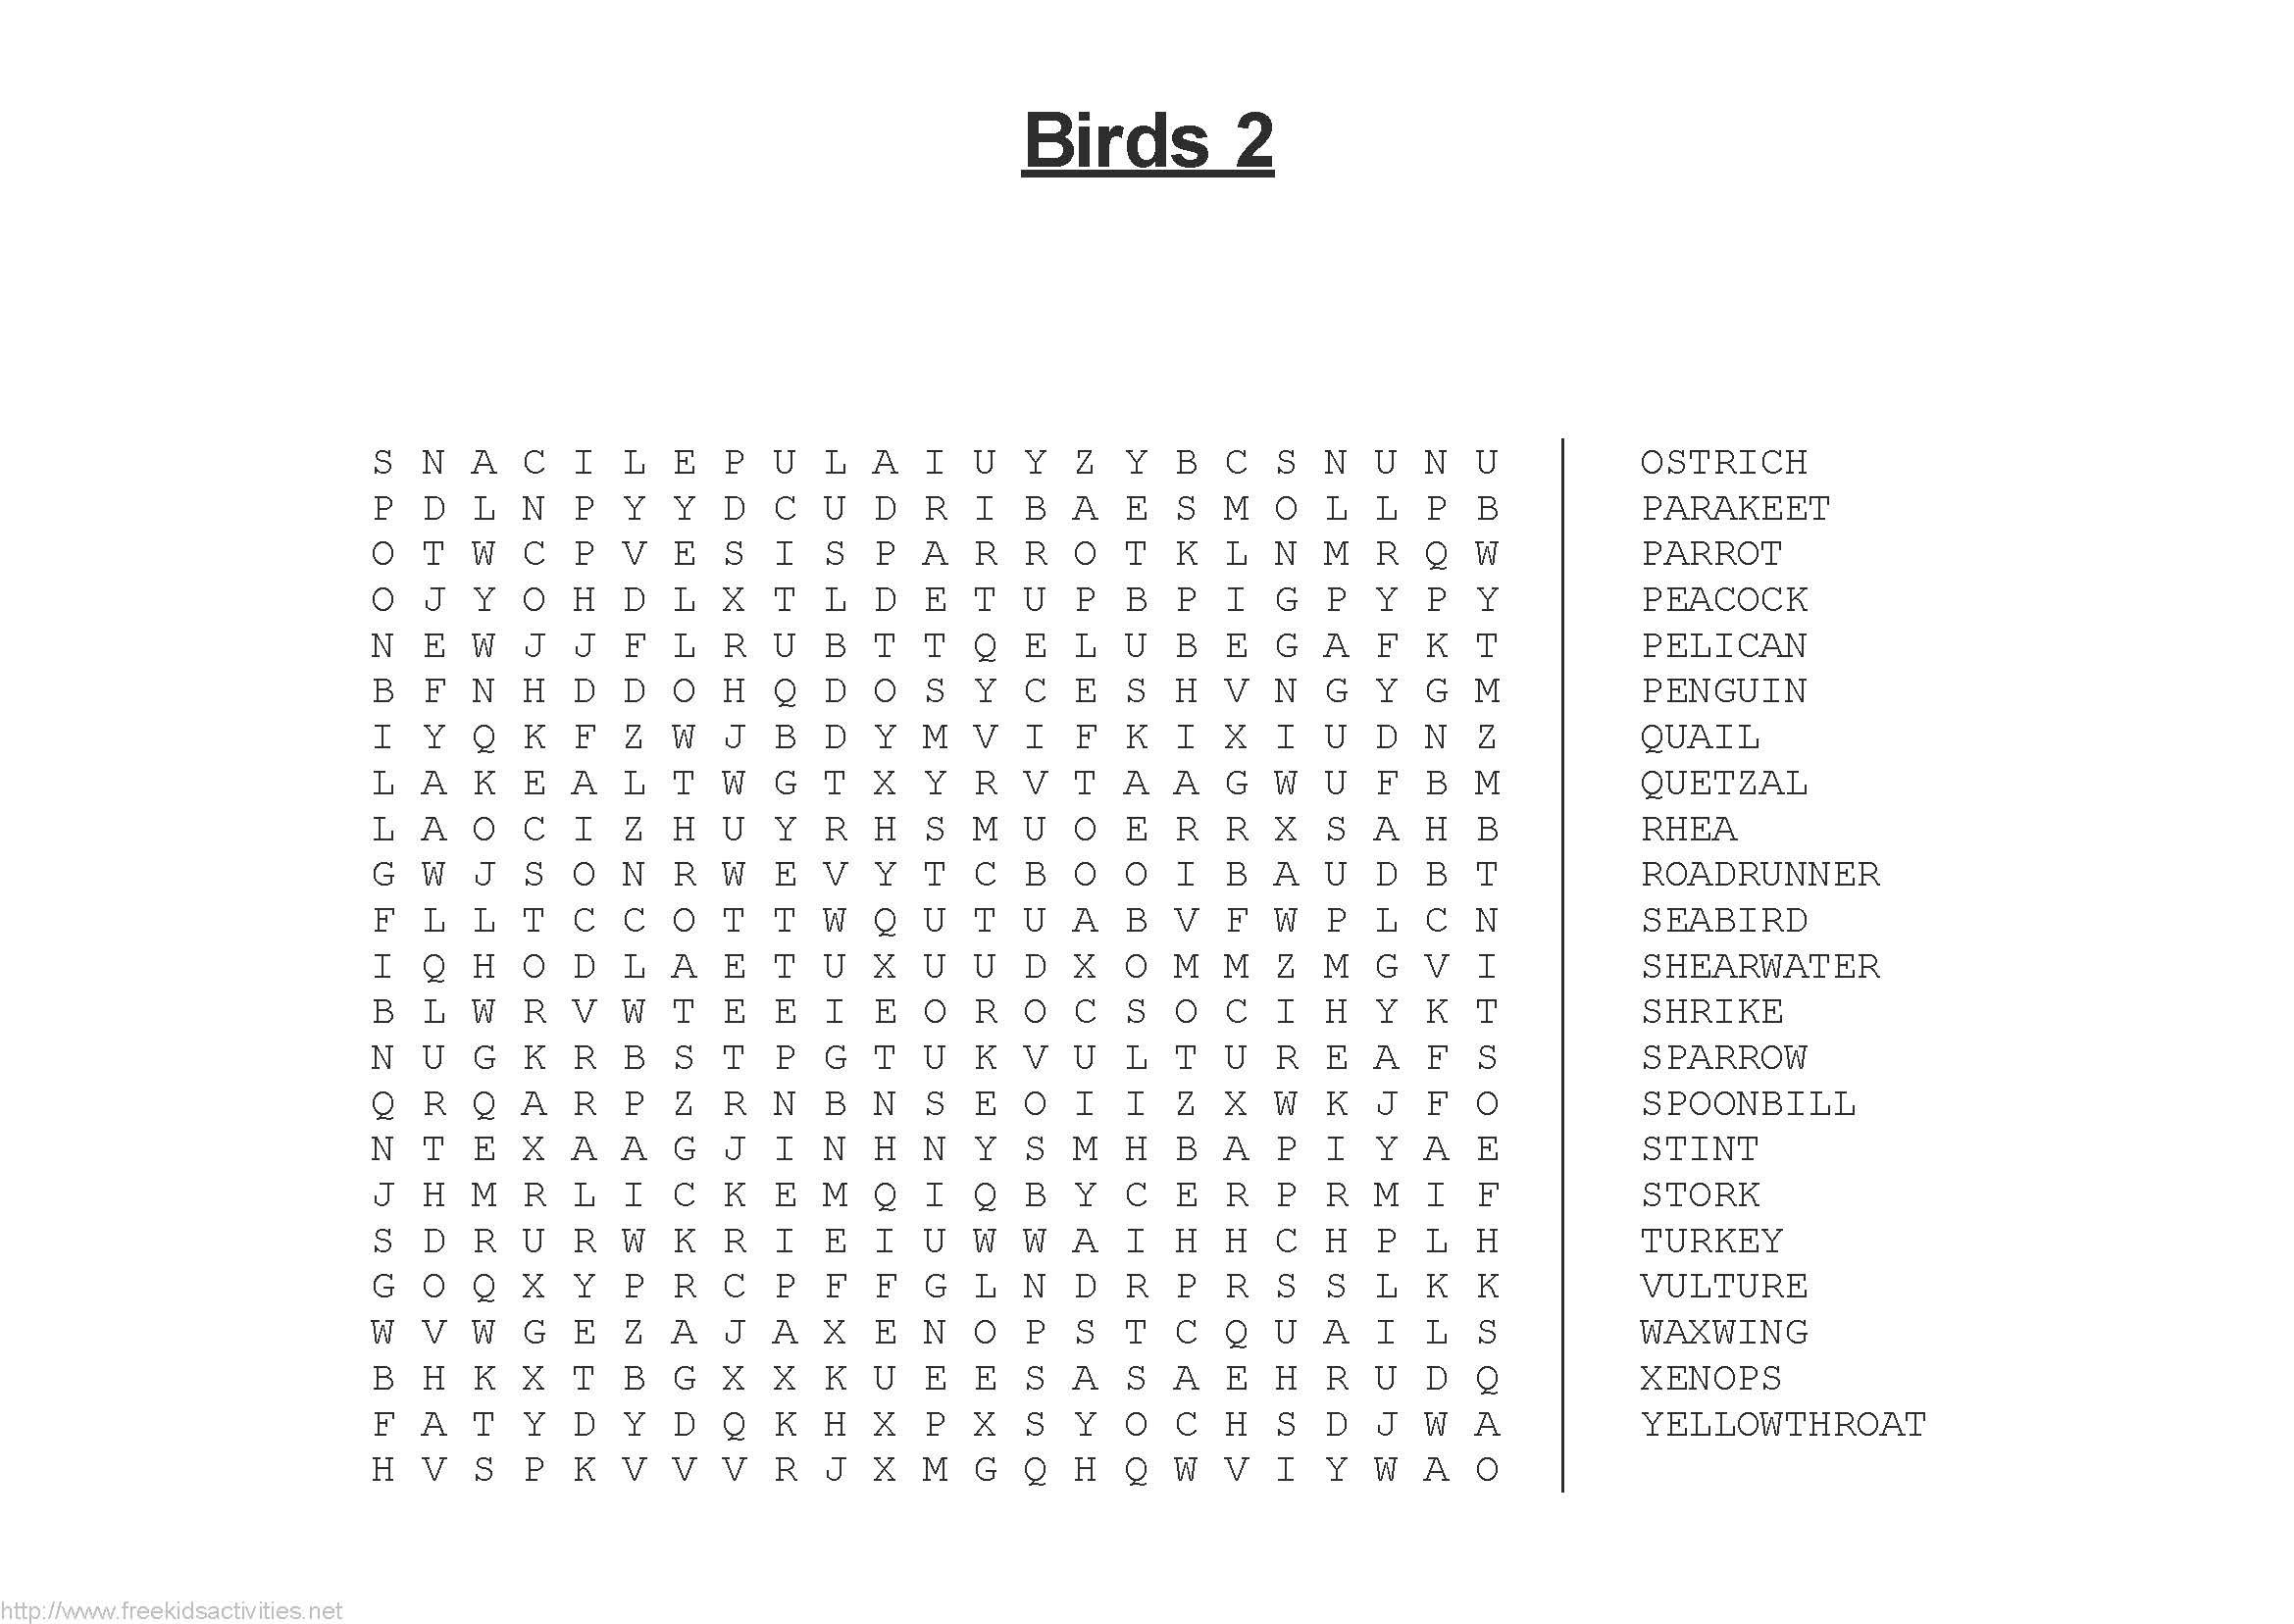 Birds 2
S N A C I L E P U L A I U Y Z Y B C S N U N U OSTRICH
P D L N P Y Y D C U D R I B A E S M O L L P B PARAKEET
O T W C P V E S I S P A R R O T K L N M R Q W PARROT
O J Y O H D L X T L D E T U P B P I G P Y P Y PEACOCK
N E W J J F L R U B T T Q E L U B E G A F K T PELICAN
B F N H D D O H Q D O S Y C E S H V N G Y G M PENGUIN
I Y Q K F Z W J B D Y M V I F K I X I U D N Z QUAIL
L A K E A L T W G T X Y R V T A A G W U F B M QUETZAL
L A O C I Z H U Y R H S M U O E R R X S A H B RHEA
G W J S O N R W E V Y T C B O O I B A U D B T ROADRUNNER
F L L T C C O T T W Q U T U A B V F W P L C N SEABIRD
I Q H O D L A E T U X U U D X O M M Z M G V I SHEARWATER
B L W R V W T E E I E O R O C S O C I H Y K T SHRIKE
N U G K R B S T P G T U K V U L T U R E A F S SPARROW
Q R Q A R P Z R N B N S E O I I Z X W K J F O SPOONBILL
N T E X A A G J I N H N Y S M H B A P I Y A E STINT
J H M R L I C K E M Q I Q B Y C E R P R M I F STORK
S D R U R W K R I E I U W W A I H H C H P L H TURKEY
G O Q X Y P R C P F F G L N D R P R S S L K K VULTURE
W V W G E Z A J A X E N O P S T C Q U A I L S WAXWING
B H K X T B G X X K U E E S A S A E H R U D Q XENOPS
F A T Y D Y D Q K H X P X S Y O C H S D J W A YELLOWTHROAT
H V S P K V V V R J X M G Q H Q W V I Y W A O
http://www.freekidsactivities.net